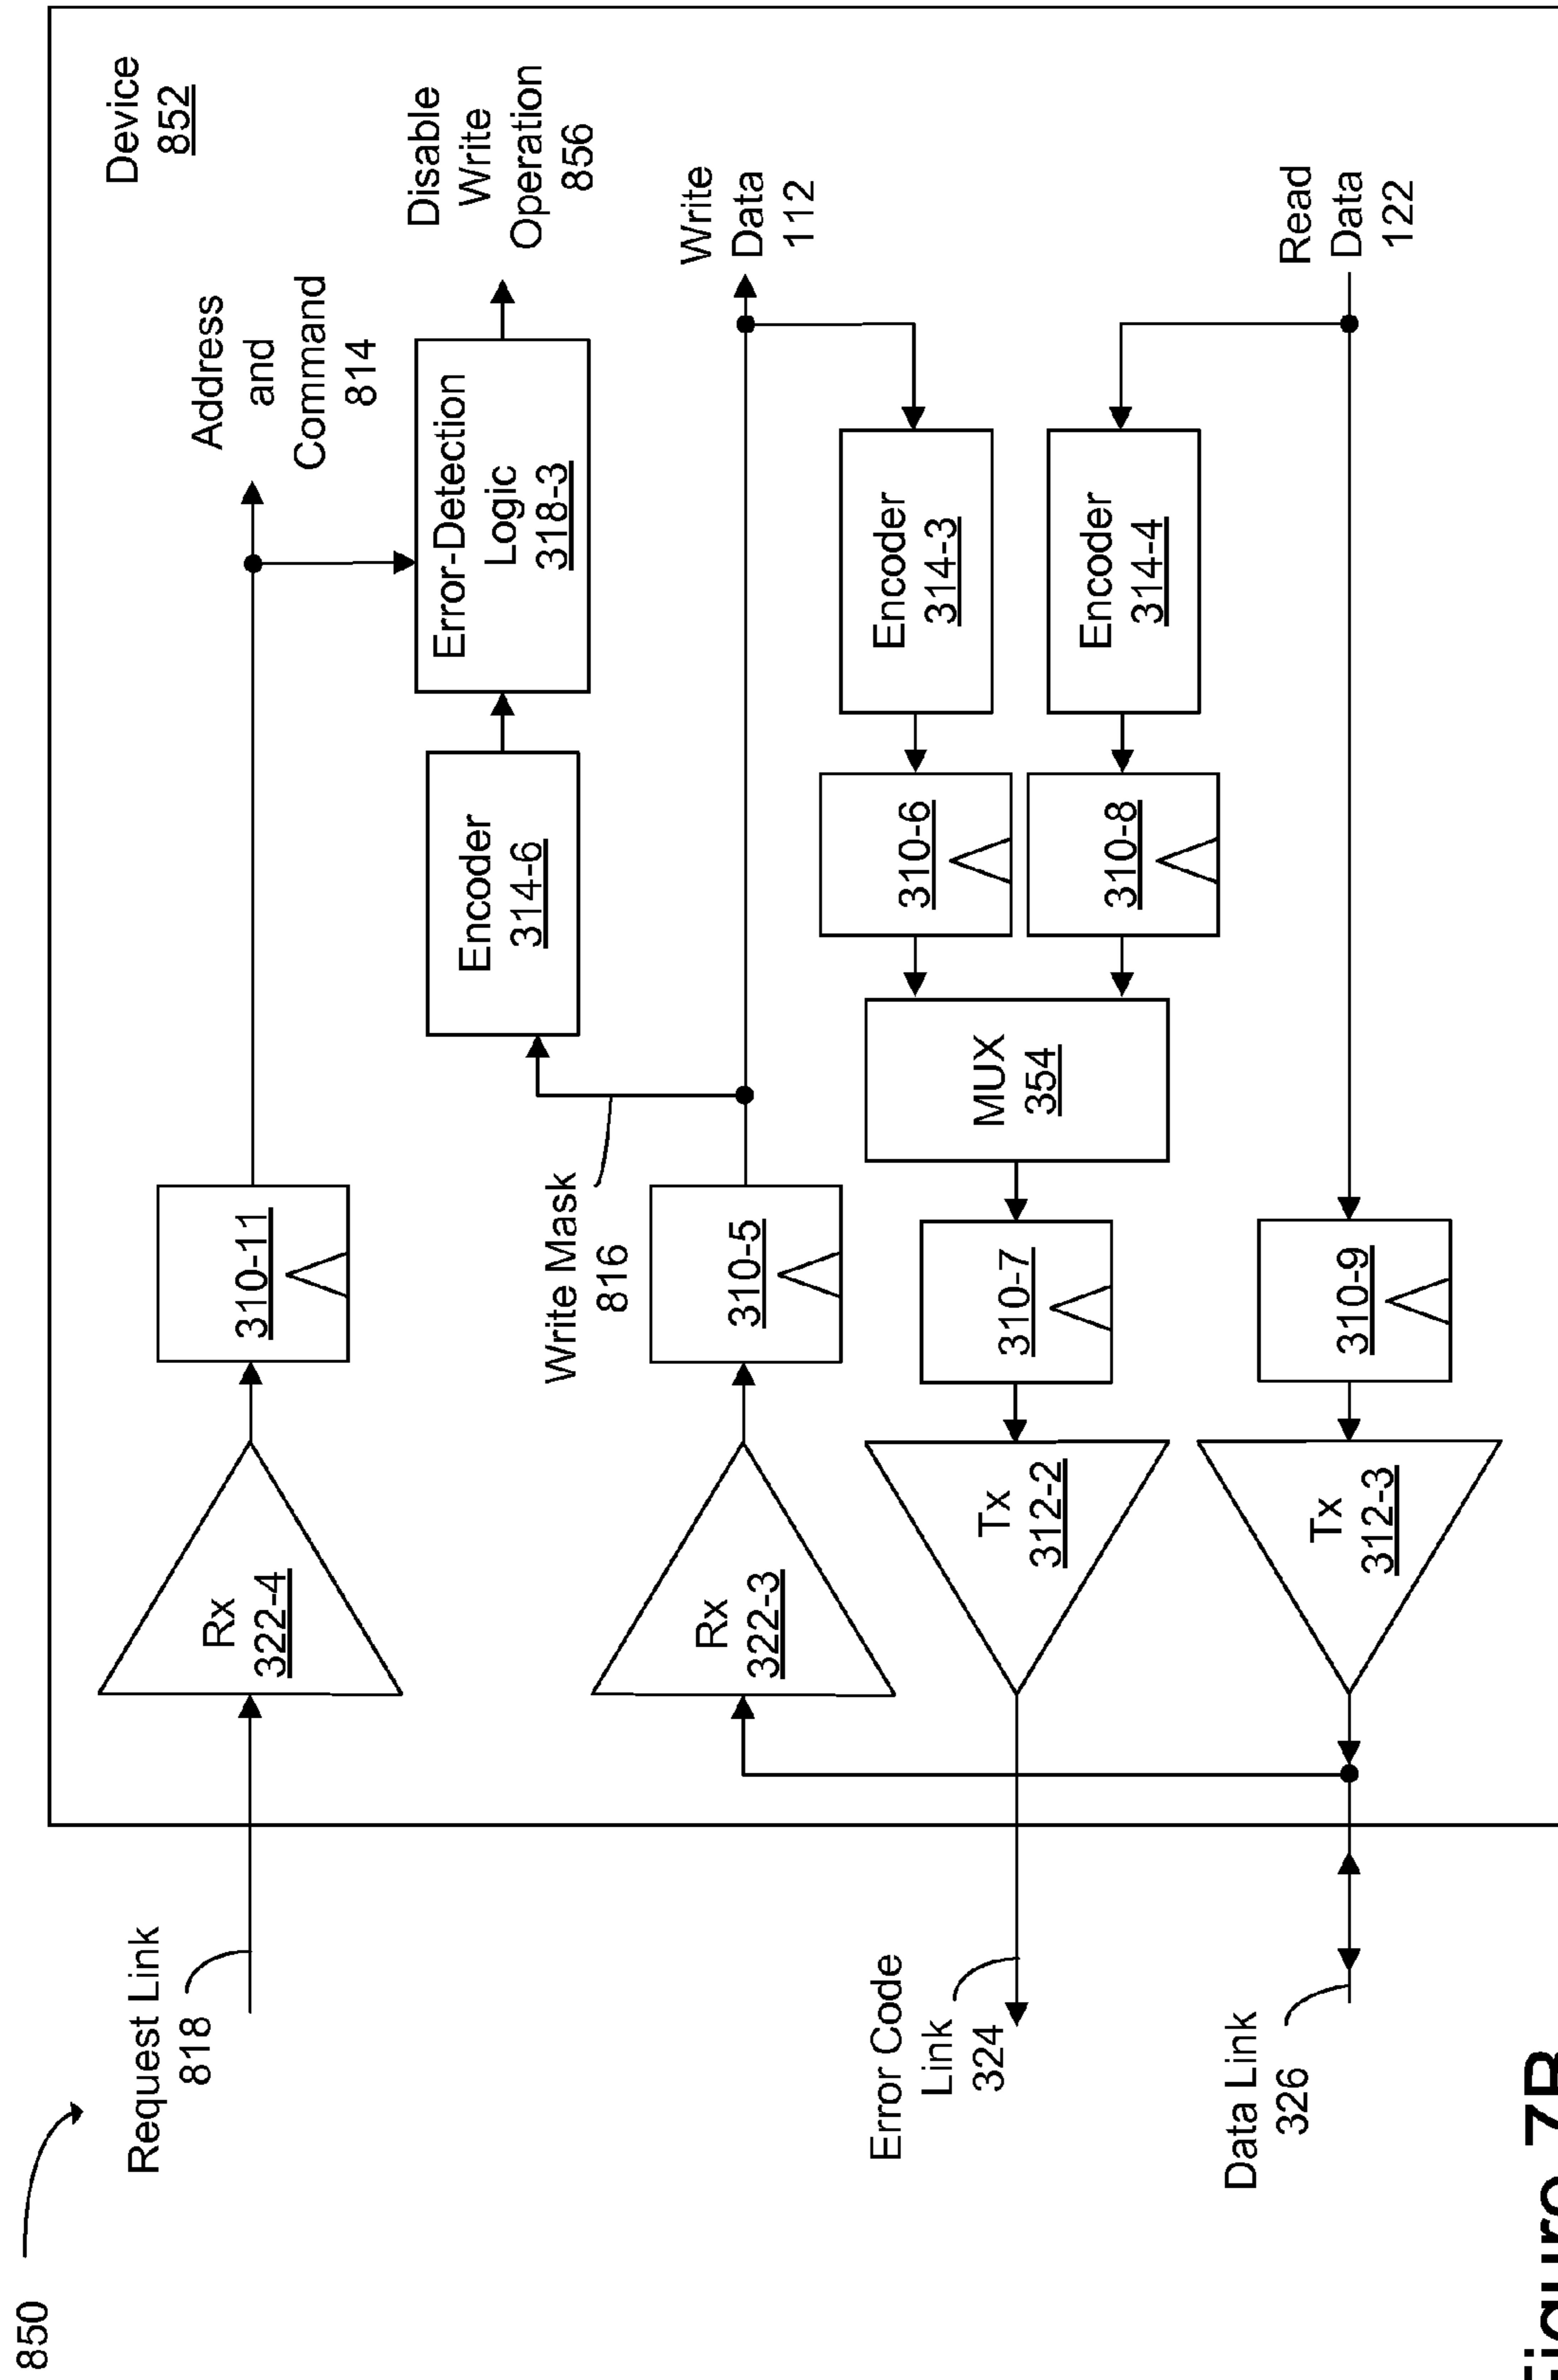 850
Request Link
818
Error Code
Link
324
Data Link
326
Device
852
Rx
322-4
310-11
Address
and
Command
814
Write Mask
816
Encoder
314-6
Error-Detection
Logic
318-3
Disable
Write
Operation
856
Rx
322-3
310-5
Write
Data
112
Tx
312-2
310-7
MUX
354
310-6
Encoder
314-3
310-8
Encoder
314-4
Tx
312-3
310-9
Read
Data
122
Figure 7B